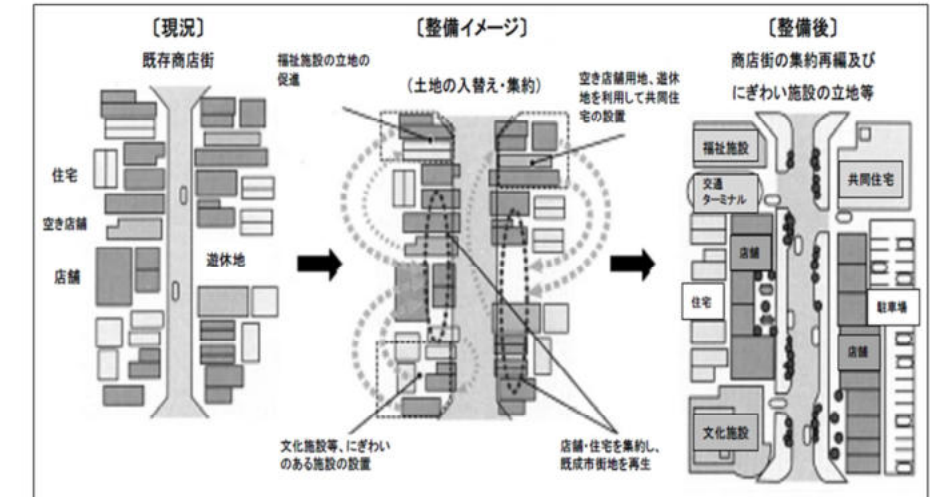 〔現況〕
既存商店街
住宅
空き店舗
店舗
遊休地
〔整備イメージ〕
福祉施設の立地の
促進
(土地の入替え・集約)
空き店舗用地、遊休
地を利用して共同住
宅の設置
文化施設等、にぎわい
のある施設の設置
店舗・住宅を集約し、
既成市街地を再生
〔整備後〕
商店街の集約再編及び
にぎわい施設の立地等
福祉施設
共同住宅
交通
ターミナル
店舗
住宅
駐車場
店舗
文化施設